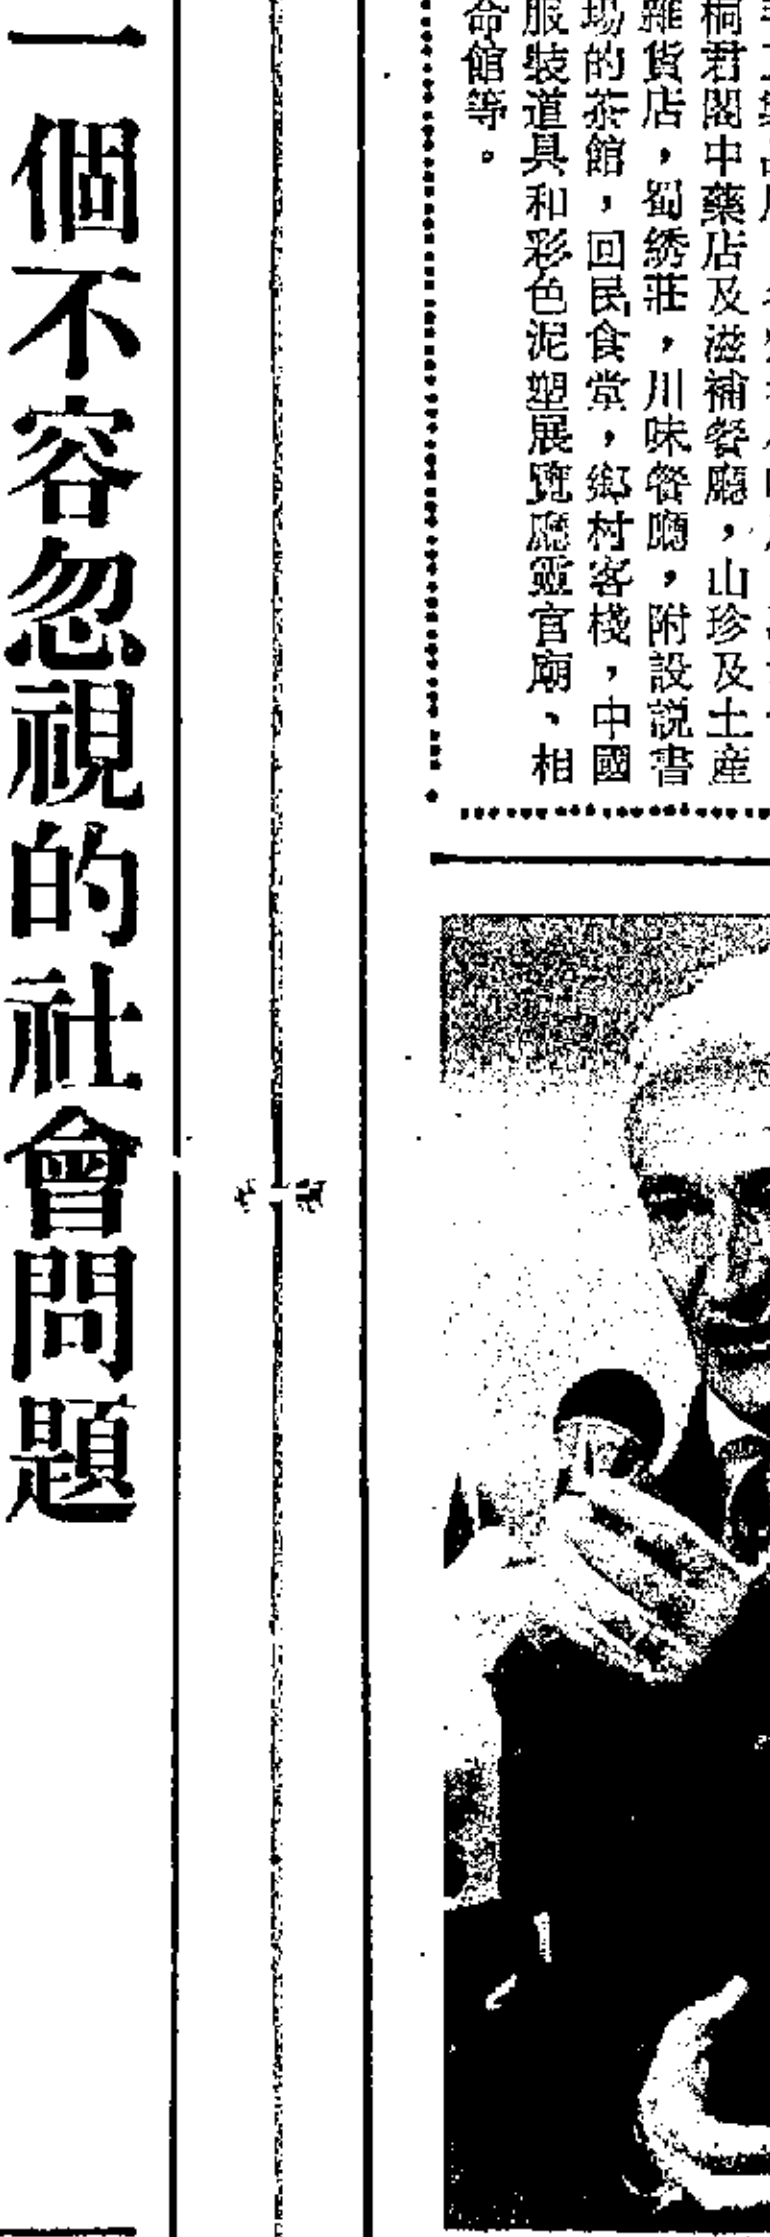 桐君閣中藥店及滋補餐廳，山珍及土産
雜貨店，蜀綉莊，川味餐廳，附設説書
場的茶館，回民食堂，鄉村客棧，中國
服裝道具和彩色泥塑展覽廳靈官廟、相
命館等。
一個不容忽視的社會問題